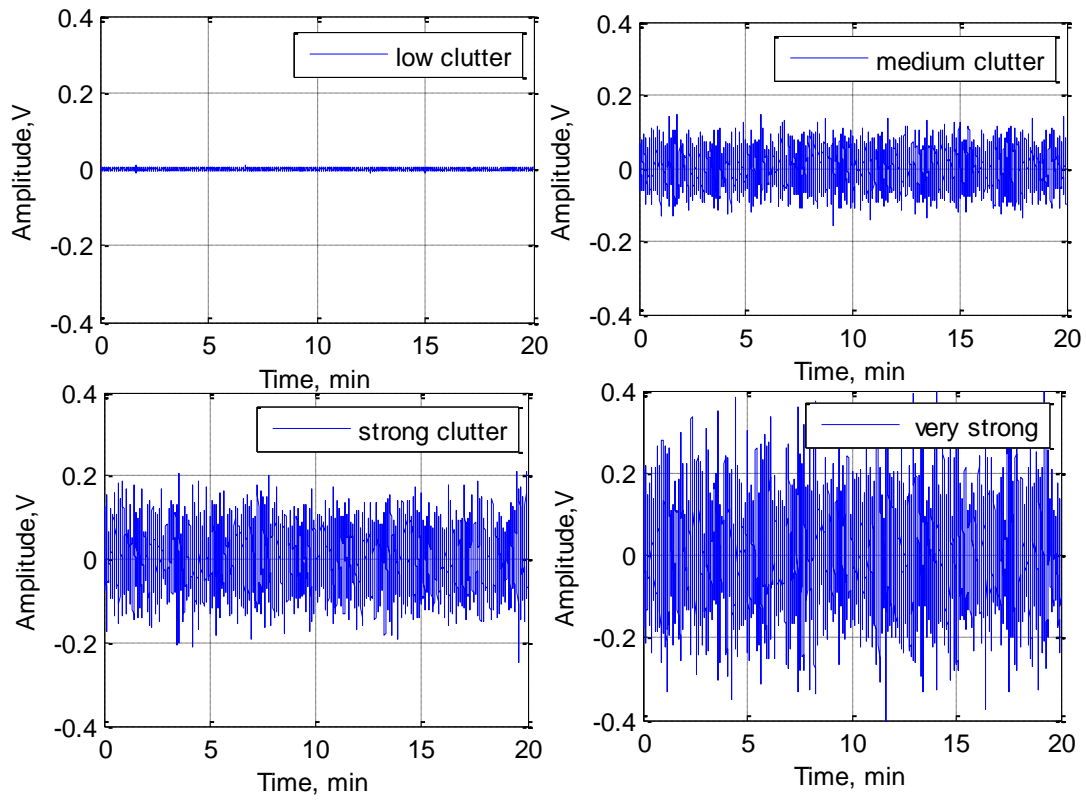 0.4
low clutter
0.2
0
-0.2
-0.4
Amplitude,V
0 5 10 15 20
Time, min
0.4
medium clutter
0.2
0
-0.2
-0.4
Amplitude,V
0 5 10 15 20
Time, min
0.4
strong clutter
0.2
0
-0.2
-0.4
Amplitude,V
0 5 10 15 20
Time, min
0.4
very strong
0.2
0
-0.2
-0.4
Amplitude,V
0 5 10 15 20
Time, min